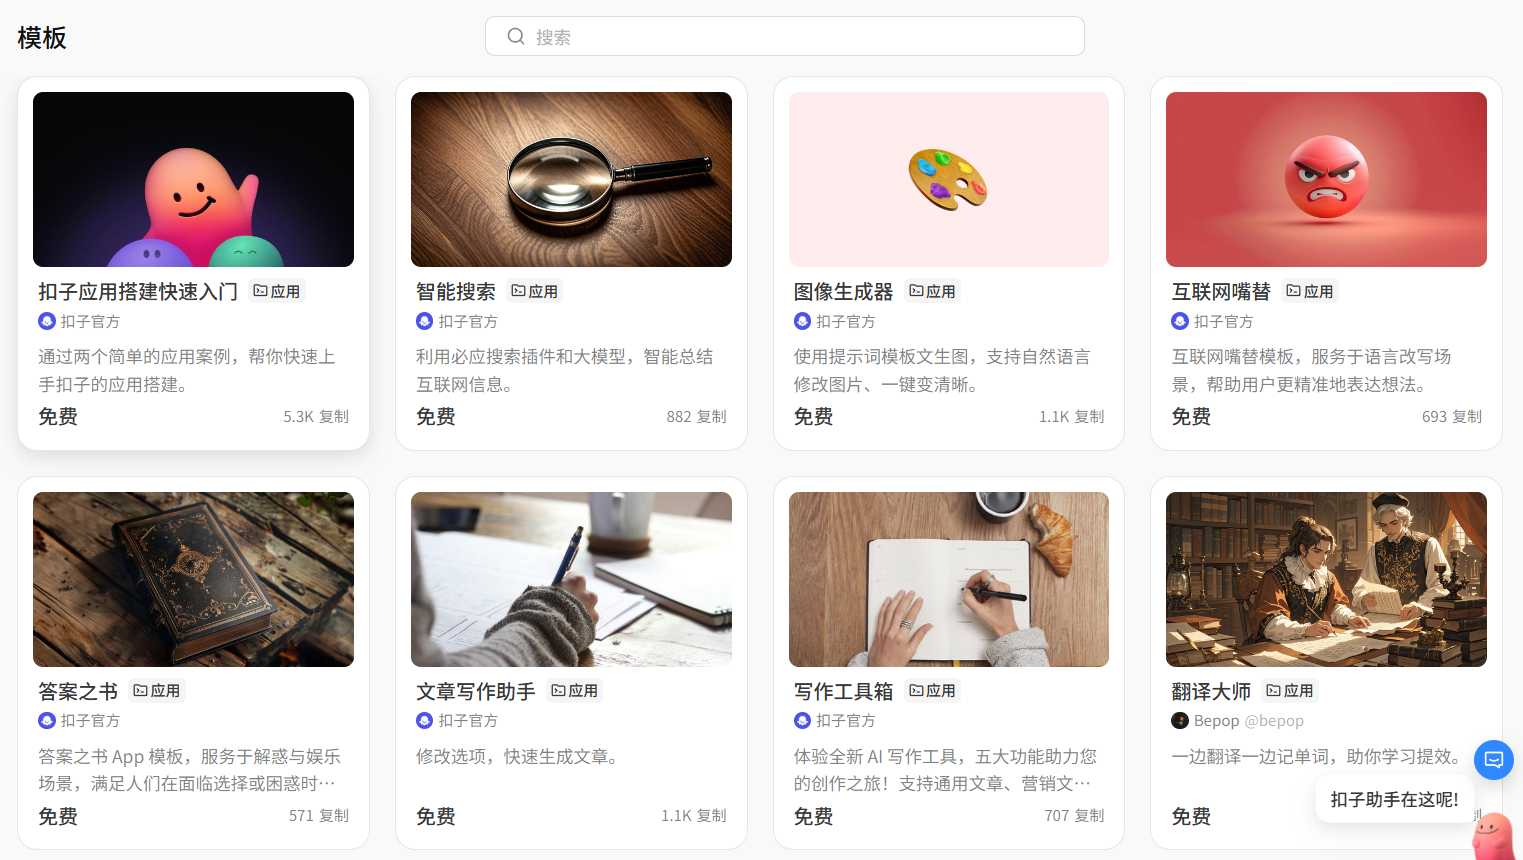 模板
搜索
扣子应用搭建快速入门 应用
扣子官方
通过两个简单的应用案例，帮你快速上
手扣子的应用搭建。
免费 5.3K 复制
智能搜索 应用
扣子官方
利用必应搜索插件和大模型，智能总结
互联网信息。
免费 882 复制
图像生成器 应用
扣子官方
使用提示词模板文生图，支持自然语言
修改图片、一键变清晰。
免费 1.1K 复制
互联网嘴替 应用
扣子官方
互联网嘴替模板，服务于语言改写场
景，帮助用户更精准地表达想法。
免费 693 复制
答案之书 应用
扣子官方
答案之书 App 模板，服务于解惑与娱乐
场景，满足人们在面临选择或困惑时…
免费 571 复制
文章写作助手 应用
扣子官方
修改选项，快速生成文章。
免费 1.1K 复制
写作工具箱 应用
扣子官方
体验全新 AI 写作工具，五大功能助力您
的创作之旅！支持通用文章、营销文…
免费 707 复制
翻译大师 应用
Bepop @bepop
一边翻译一边记单词，助你学习提效。
扣子助手在这呢!
免费